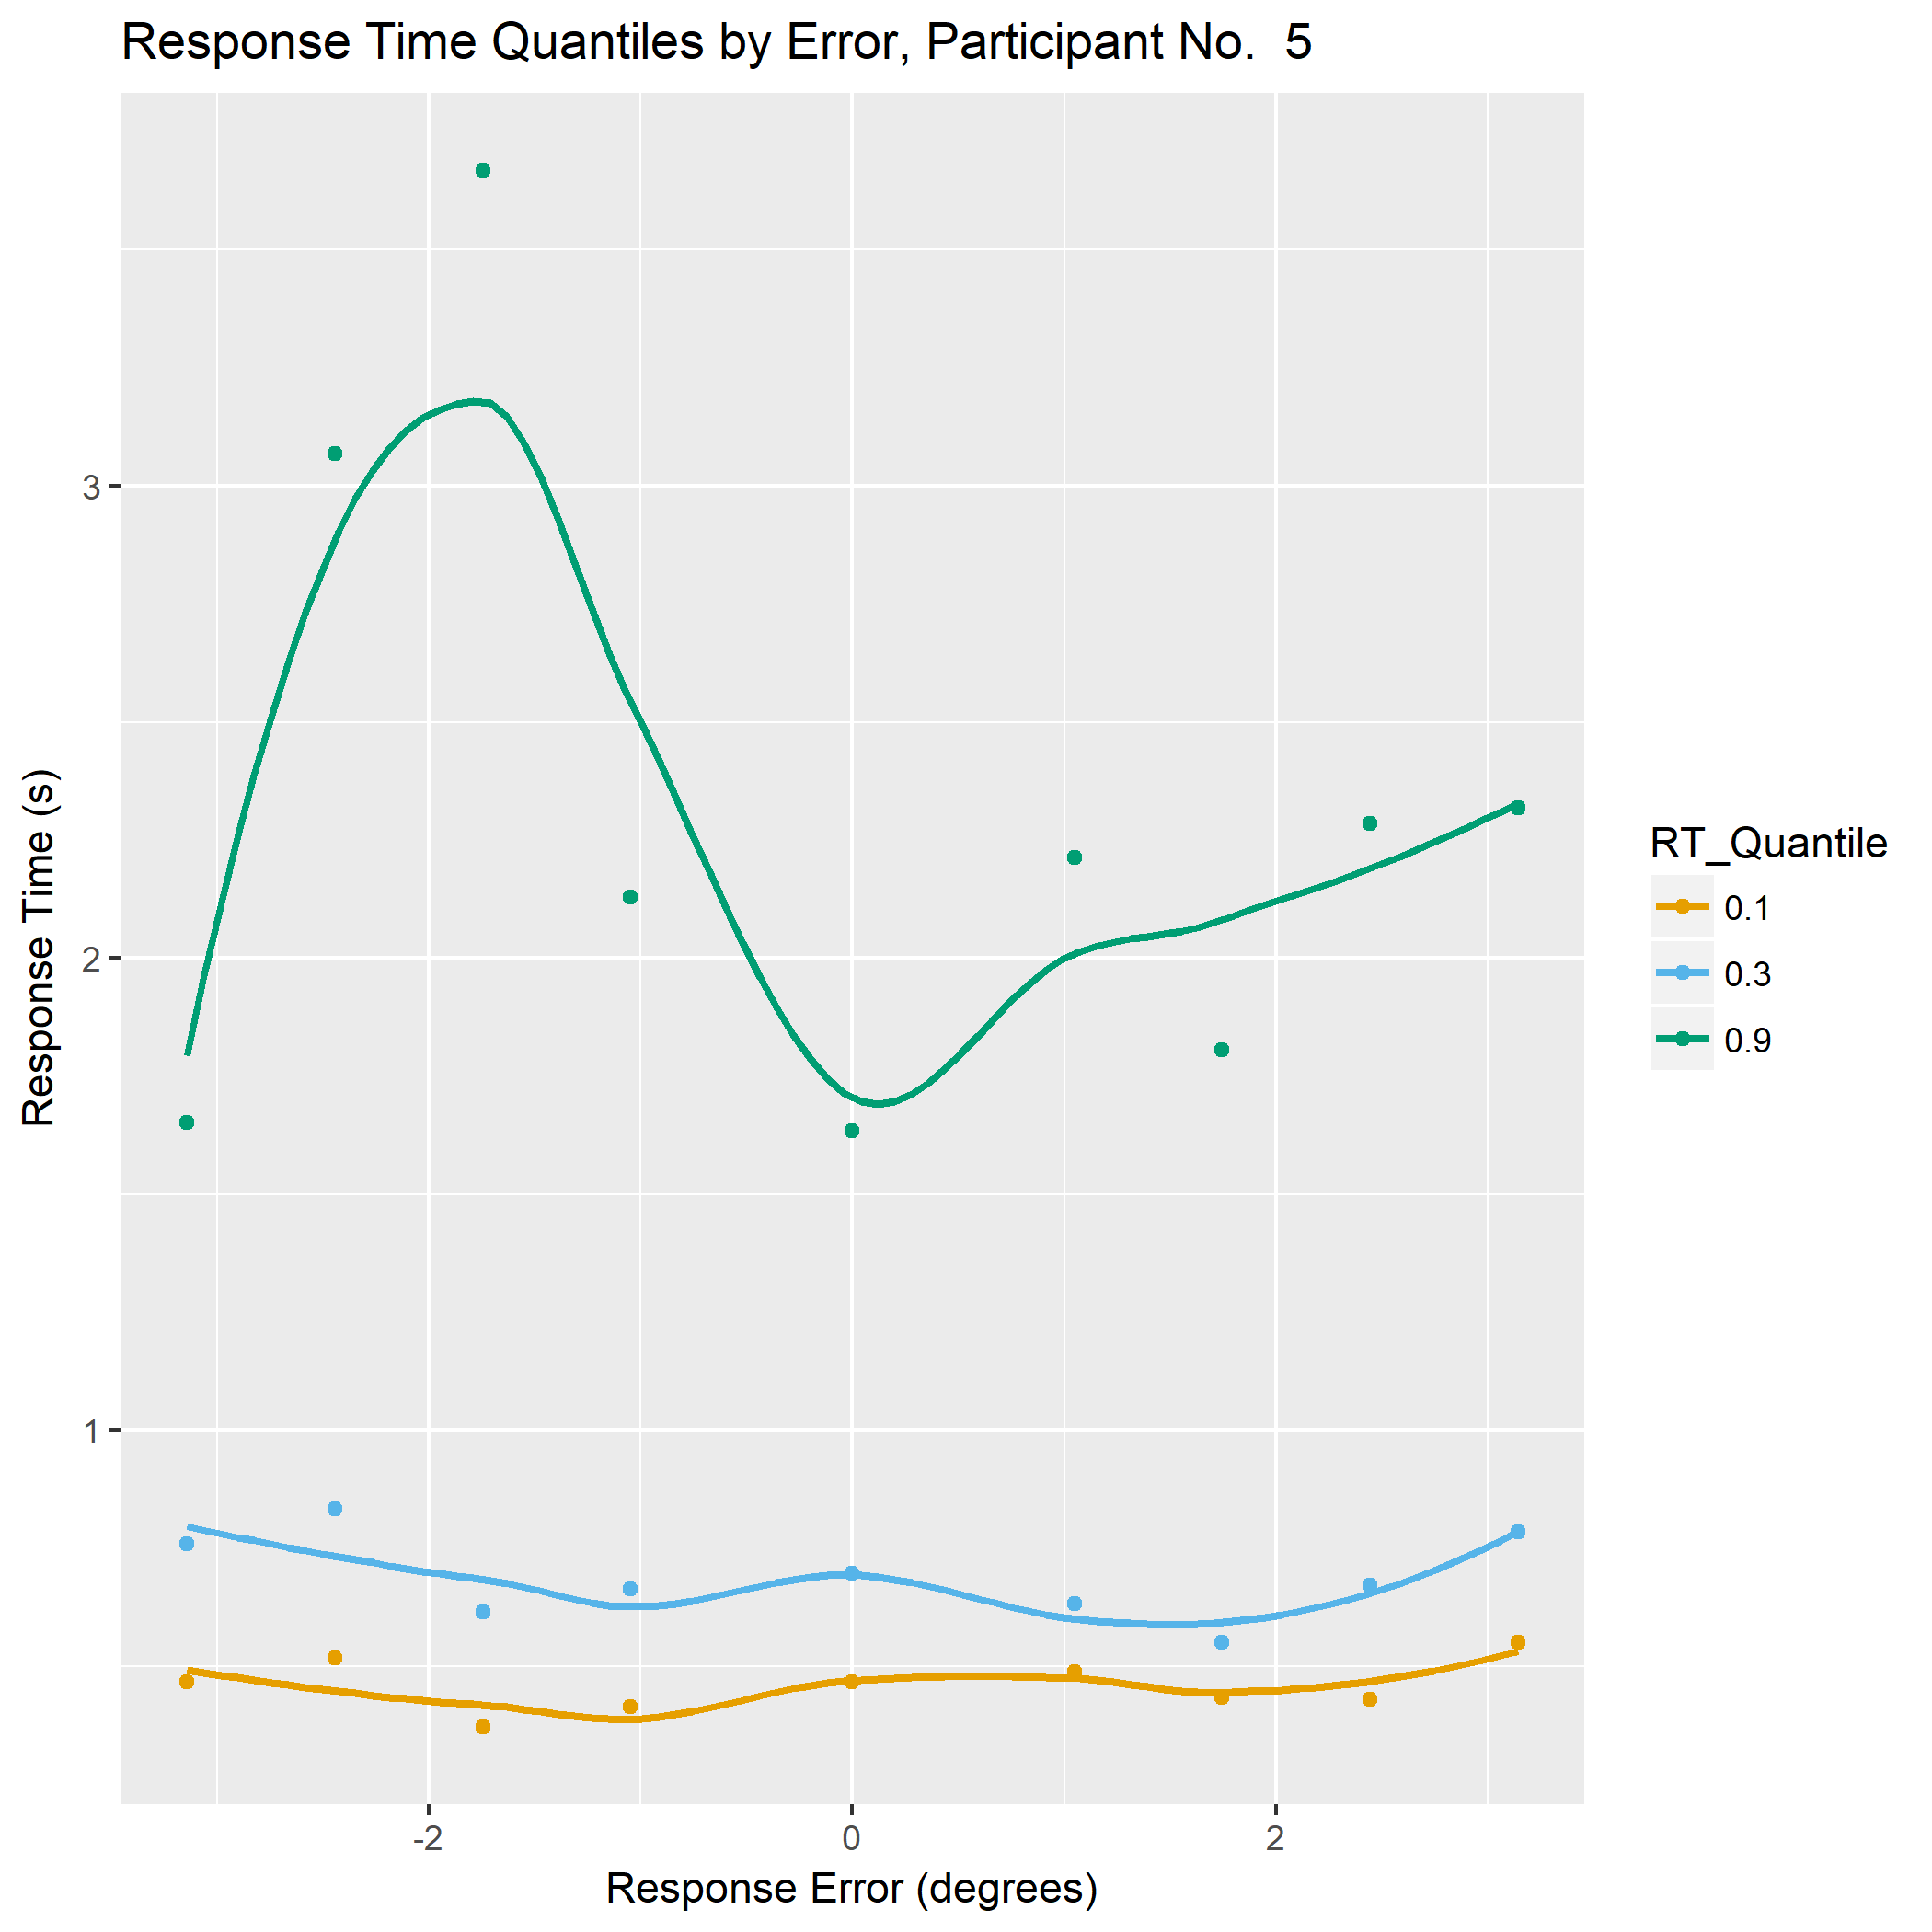 Response Time Quantiles by Error, Participant No.  5
Response Time (s)
3
2
1
-2 0 2
Response Error (degrees)
RT_Quantile
0.1
0.3
0.9